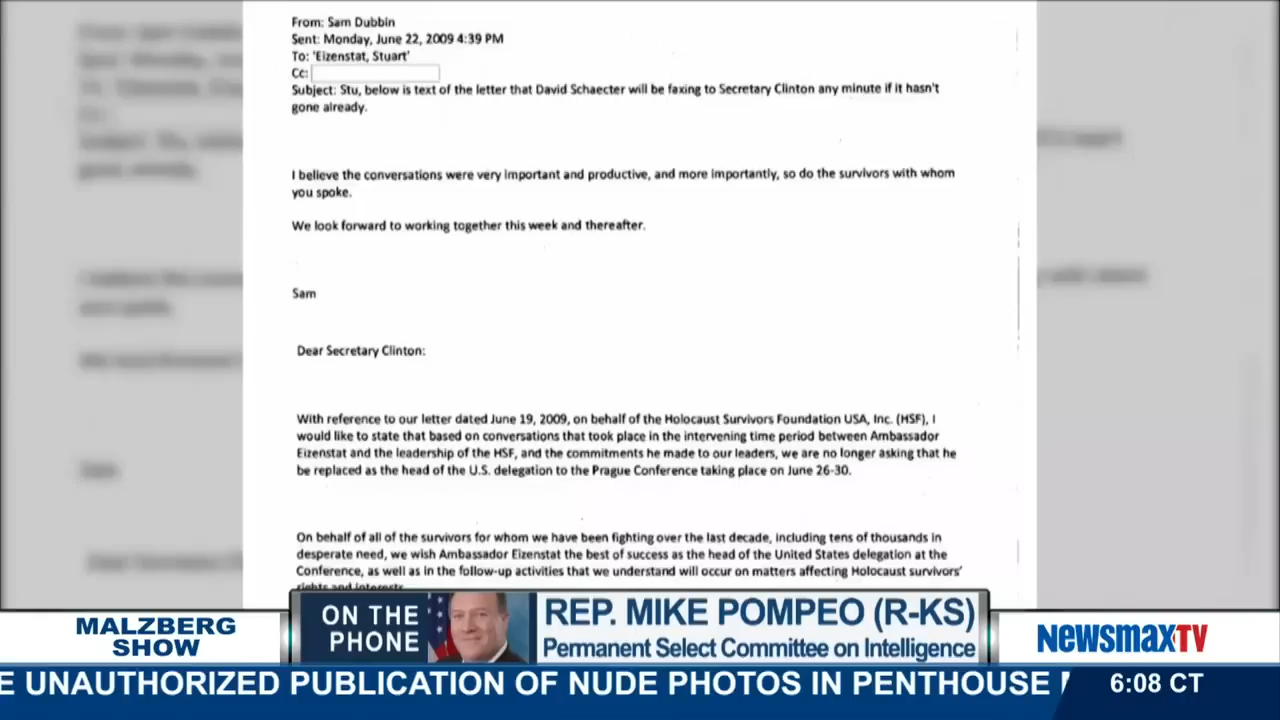 From: Sam Dubbin
Sent: Monday, June 22, 2009 4:39 PM
To: 'Eizenstat, Stuart'
Cc:
Subject: Stu, below is text of the letter that David Schaecter will be faxing to Secretary Clinton any minute if it hasn't
gone already.
I believe the conversations were very important and productive, and more importantly, so do the survivors with whom
you spoke.
We look forward to working together this week and thereafter.
Sam
Dear Secretary Clinton:
With reference to our letter dated June 19, 2009, on behalf of the Holocaust Survivors Foundation USA, Inc. (HSF), I
would like to state that based on conversations that took place in the intervening time period between Ambassador
Eizenstat and the leadership of the HSF, and the commitments he made to our leaders, we are no longer asking that he
be replaced as the head of the U.S. delegation to the Prague Conference taking place on June 26-30.
On behalf of all of the survivors for whom we have been fighting over the last decade, including tens of thousands in
desperate need, we wish Ambassador Eizenstat the best of success as the head of the United States delegation at the
Conference, as well as in the follow-up activities that we understand will occur on matters affecting Holocaust survivors'
rights and interests.
ON THE
PHONE
REP. MIKE POMPEO (R-KS)
Permanent Select Committee on Intelligence
MALZBERG
SHOW
NEWSMAXTV
E UNAUTHORIZED PUBLICATION OF NUDE PHOTOS IN PENTHOUSE
6:08 CT